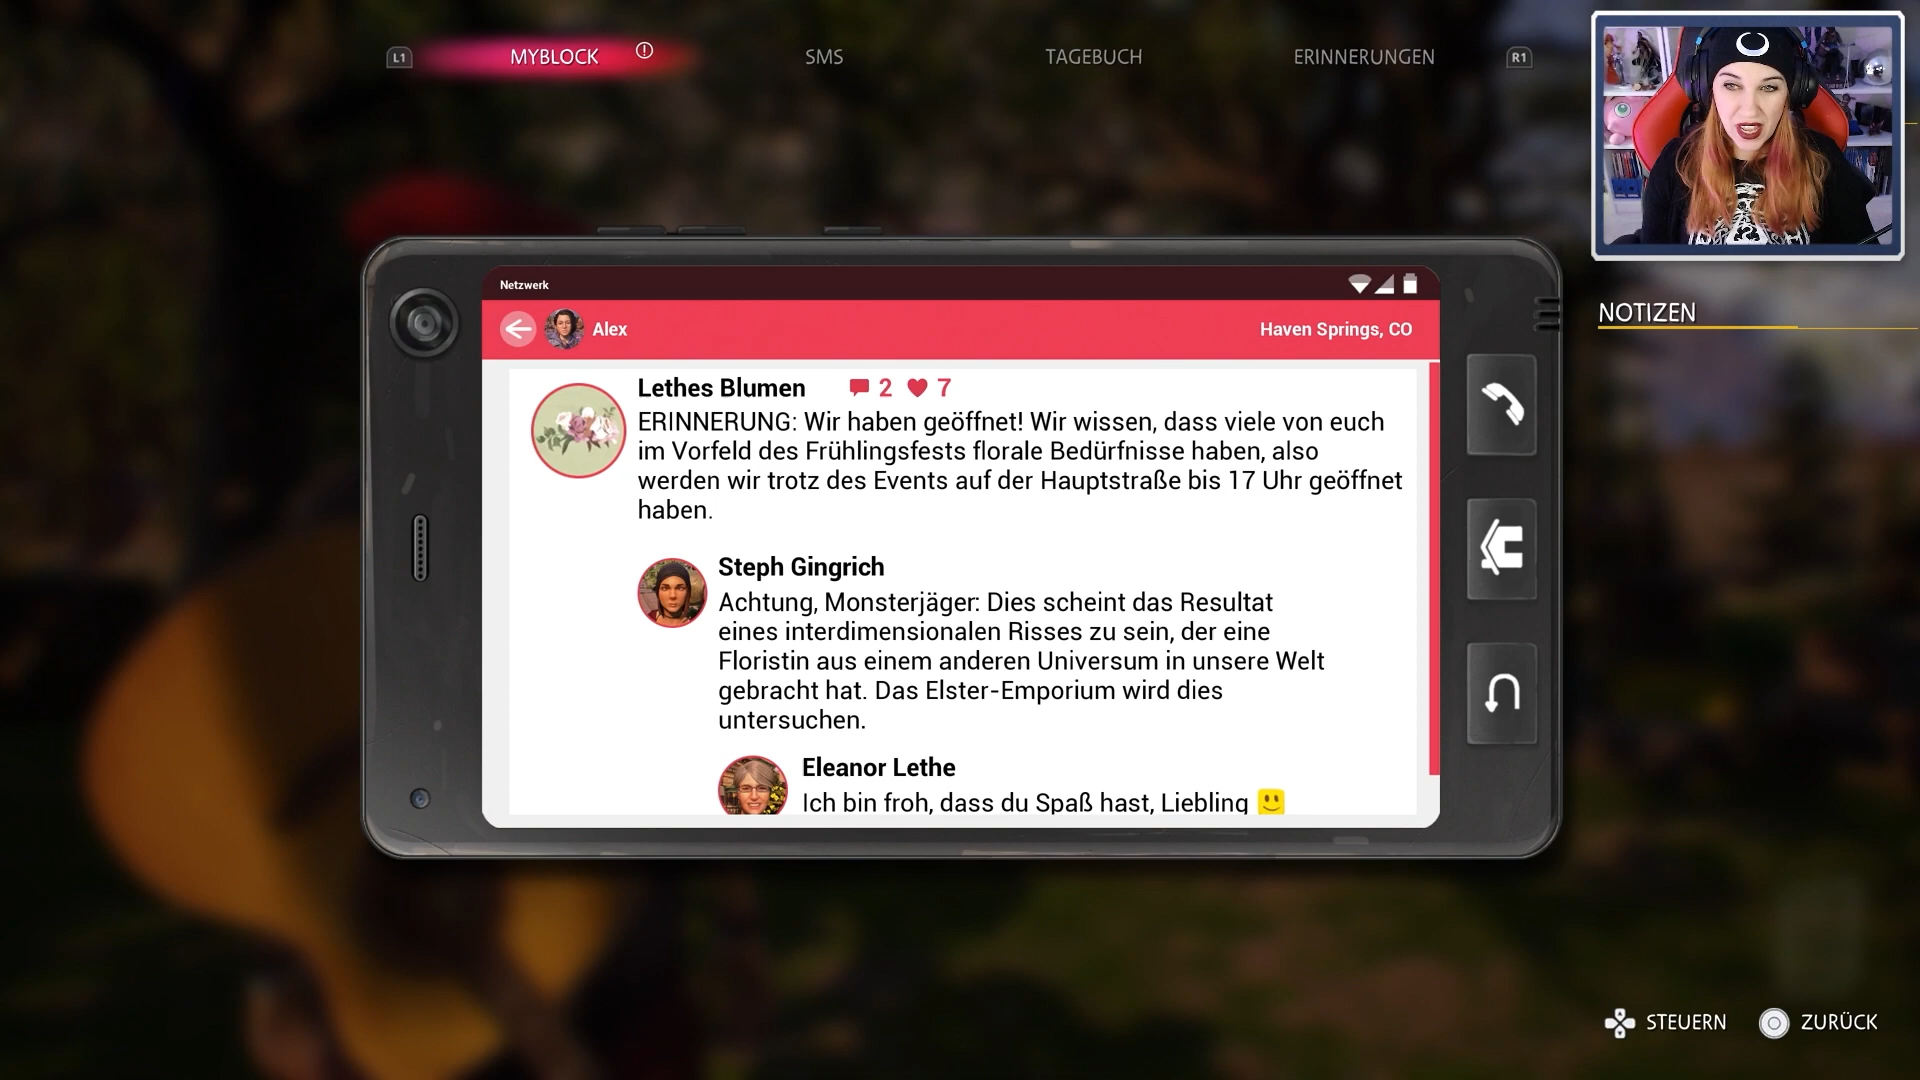 L1
MYBLOCK
SMS
TAGEBUCH
ERINNERUNGEN
R1
NOTIZEN
Netzwerk
Alex
Haven Springs, CO
Lethes Blumen 2 7
ERINNERUNG: Wir haben geöffnet! Wir wissen, dass viele von euch
im Vorfeld des Frühlingsfests florale Bedürfnisse haben, also
werden wir trotz des Events auf der Hauptstraße bis 17 Uhr geöffnet
haben.
Steph Gingrich
Achtung, Monsterjäger: Dies scheint das Resultat
eines interdimensionalen Risses zu sein, der eine
Floristin aus einem anderen Universum in unsere Welt
gebracht hat. Das Elster-Emporium wird dies
untersuchen.
Eleanor Lethe
Ich bin froh, dass du Spaß hast, Liebling
STEUERN
ZURÜCK